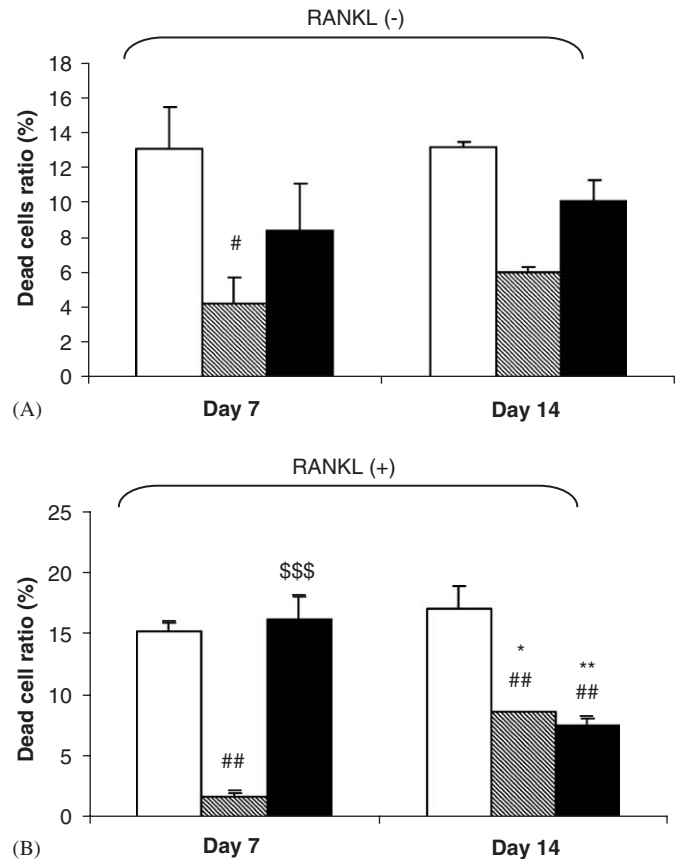 RANKL (-)
18
16
14
12
10
8
6
4
2
0
Dead cells ratio (%)
#
Day 7
Day 14
(A)
RANKL (+)
25
20
15
10
5
0
Dead cell ratio (%)
##
$$$
*
##
**
##
Day 7
Day 14
(B)